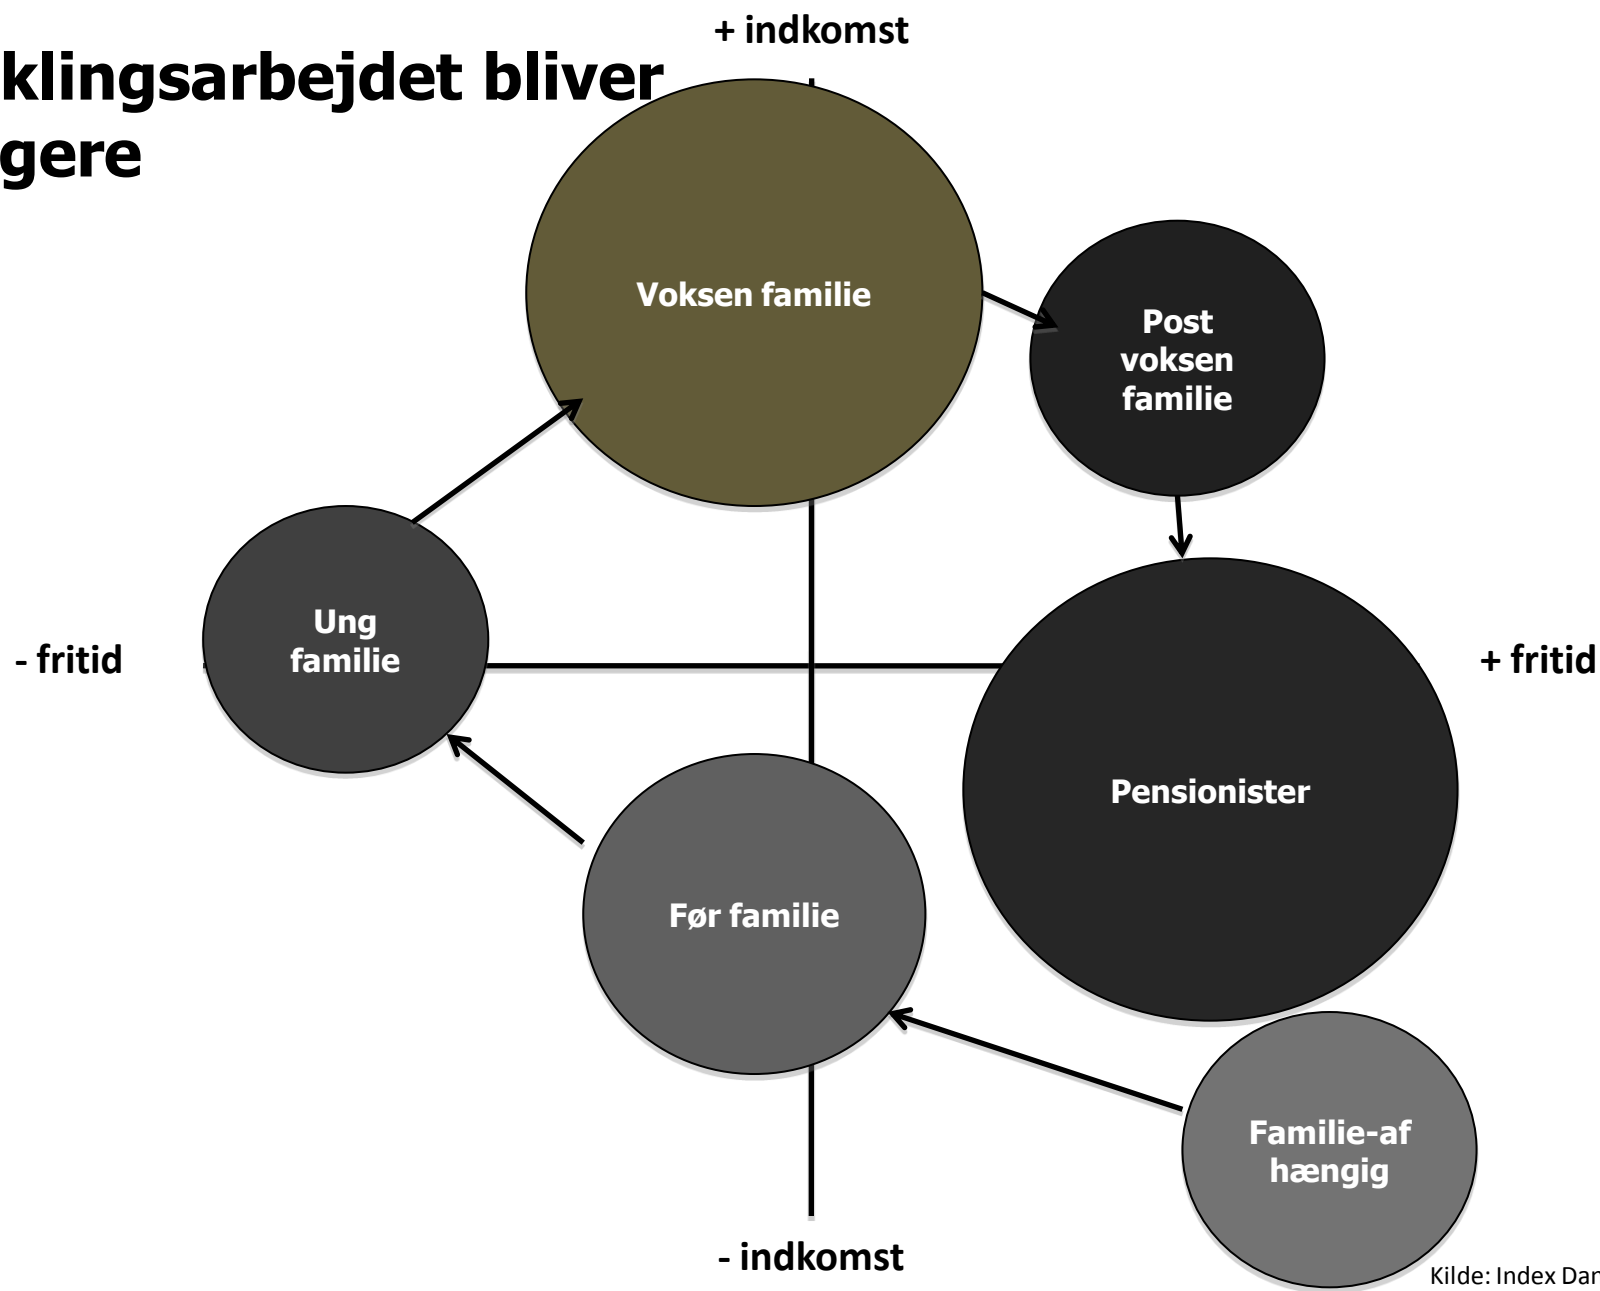 + indkomst
klingsarbejdet bliver
gere
Voksen familie
Post
voksen
familie
Ung
familie
- fritid
+ fritid
Pensionister
Før familie
Familie-af
hængig
- indkomst
Kilde: Index Dan